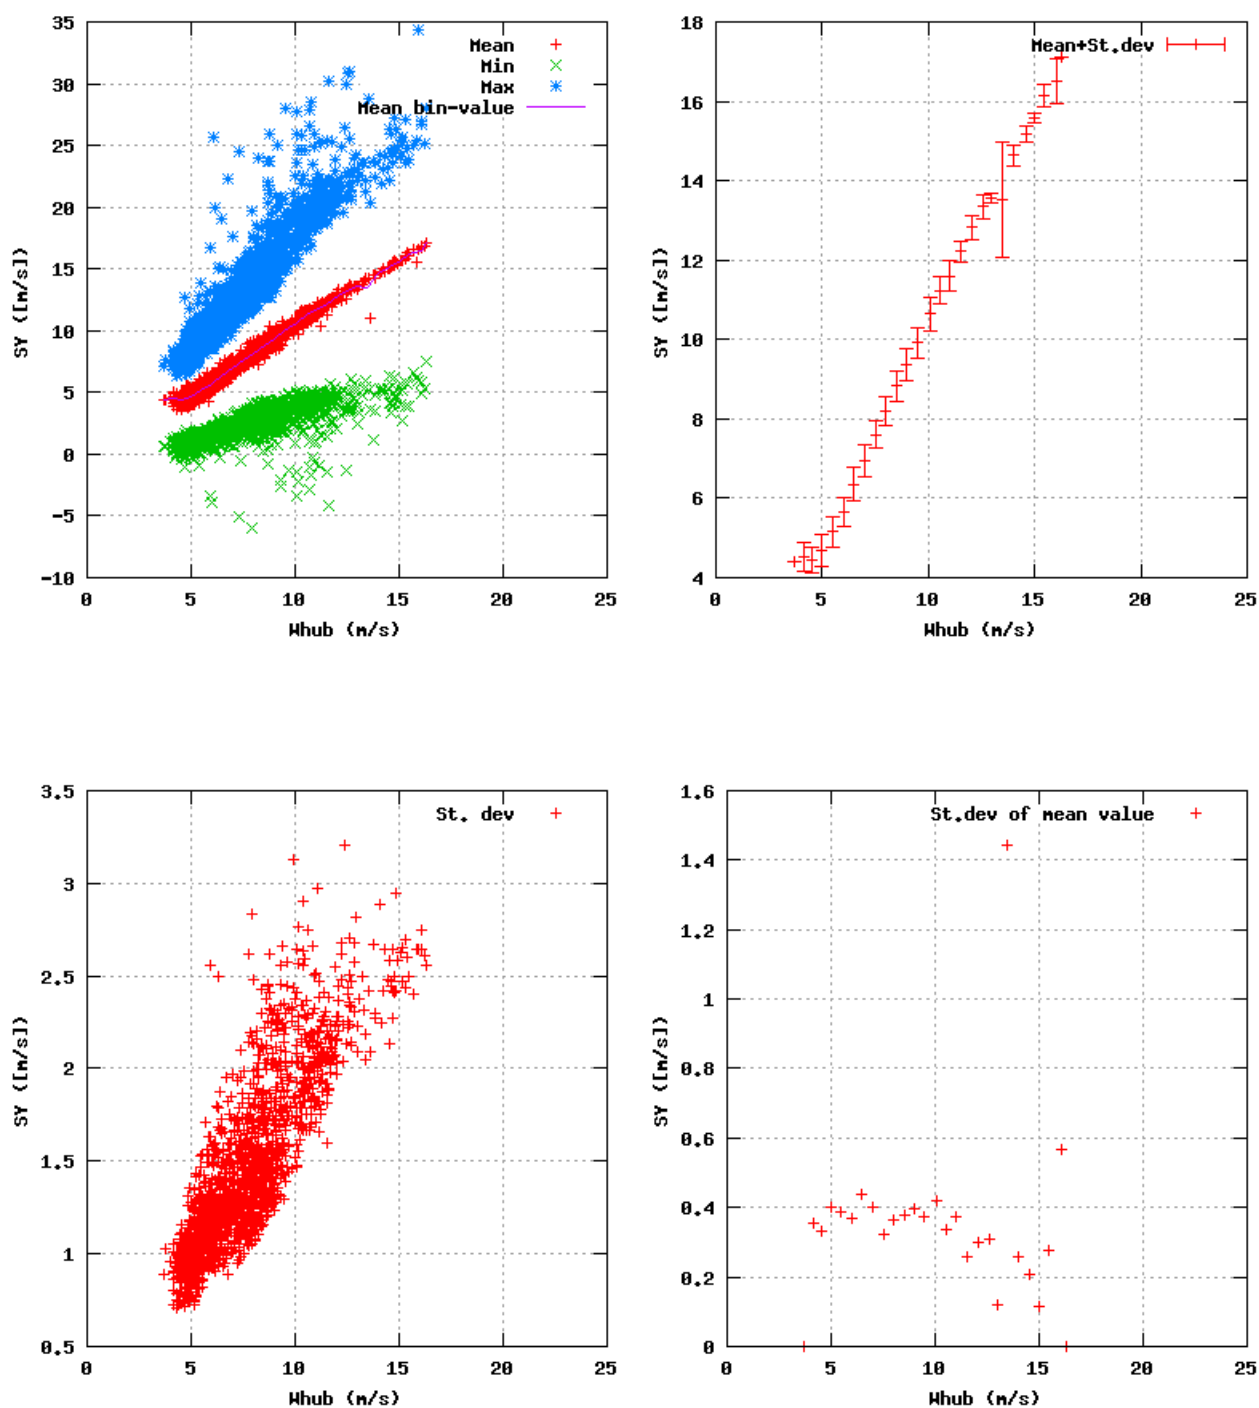 35
30
25
20
15
10
5
0
-5
-10
SY ([m/s])
Mean
Min
Max
Mean bin-value
0 5 10 15 20 25
Whub (m/s)
18
16
14
12
10
8
6
4
SY ([m/s])
Mean+St.dev
0 5 10 15 20 25
Whub (m/s)
3.5
3
2.5
2
1.5
1
0.5
SY ([m/s])
St. dev
0 5 10 15 20 25
Whub (m/s)
1.6
1.4
1.2
1
0.8
0.6
0.4
0.2
0
SY ([m/s])
St.dev of mean value
0 5 10 15 20 25
Whub (m/s)